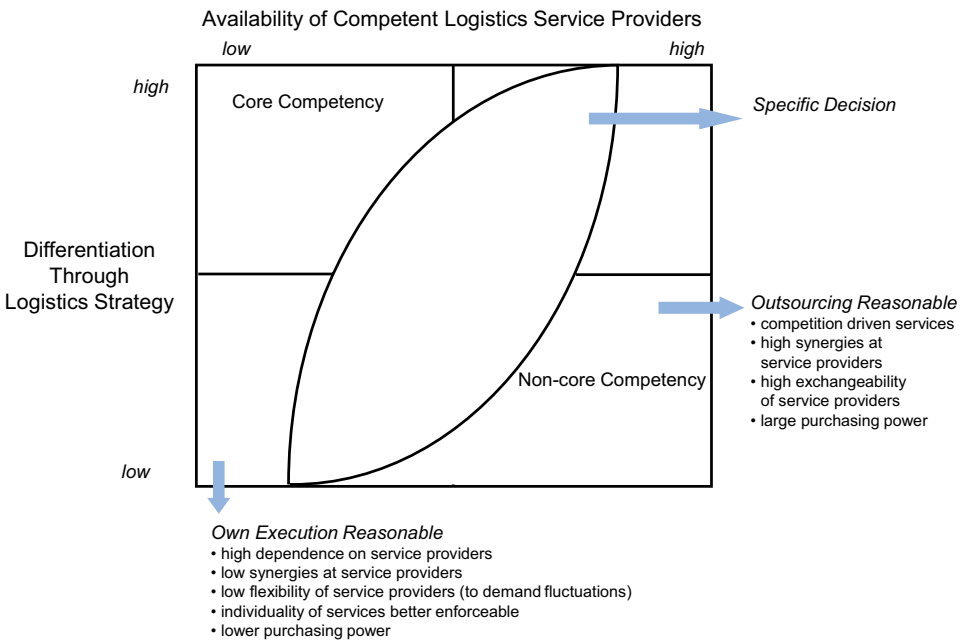 Availability of Competent Logistics Service Providers
low
high
high
Core Competency
Specific Decision
Differentiation
Through
Logistics Strategy
Outsourcing Reasonable
• competition driven services
• high synergies at
service providers
• high exchangeability
of service providers
• large purchasing power
Non-core Competency
low
Own Execution Reasonable
• high dependence on service providers
• low synergies at service providers
• low flexibility of service providers (to demand fluctuations)
• individuality of services better enforceable
• lower purchasing power